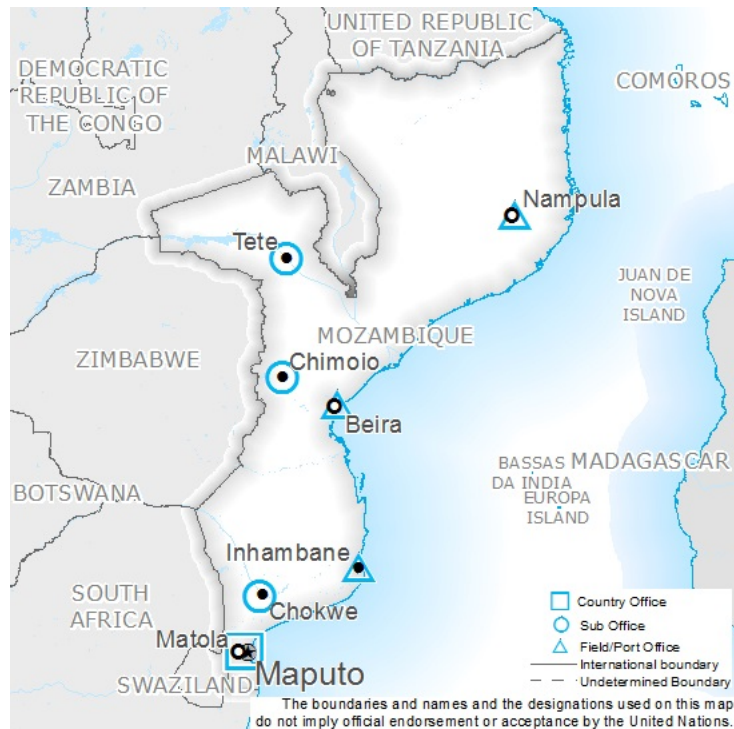 UNITED REPUBLIC
OF TANZANIA
DEMOCRATIC
REPUBLIC OF
THE CONGO
COMOROS
MALAWI
ZAMBIA
Nampula
Tete
JUAN DE
NOVA
ISLAND
MOZAMBIQUE
ZIMBABWE
Chimoio
Beira
BASSAS
DA INDIA
MADAGASCAR
EUROPA
ISLAND
BOTSWANA
Inhambane
SOUTH
AFRICA
Chokwe
Matola
Maputo
SWAZILAND
Country Office
Sub Office
Field/Port Office
International boundary
Undetermined Boundary
The boundaries and names and the designations used on this map
do not imply official endorsement or acceptance by the United Nations.